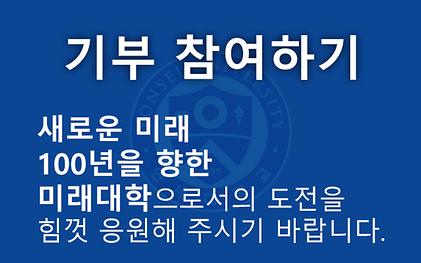 기부 참여하기
새로운 미래
100년을 향한
미래대학으로서의 도전을
힘껏 응원해 주시기 바랍니다.